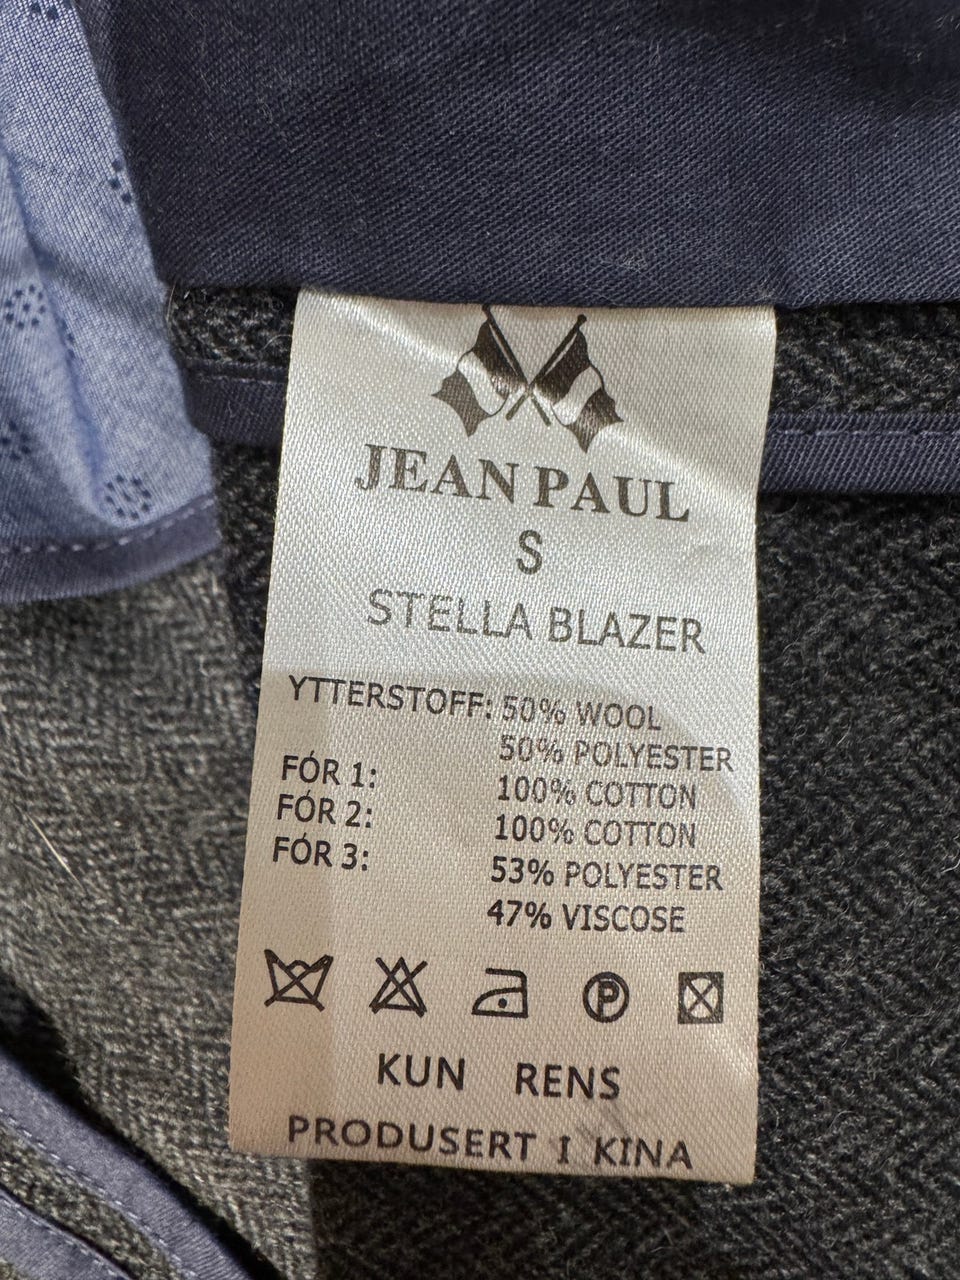 JEAN PAUL
S
STELLA BLAZER
YTTERSTOFF: 50% WOOL
50% POLYESTER
FÓR 1: 100% COTTON
FÓR 2: 100% COTTON
FÓR 3: 53% POLYESTER
47% VISCOSE
P
KUN RENS
PRODUSERT I KINA